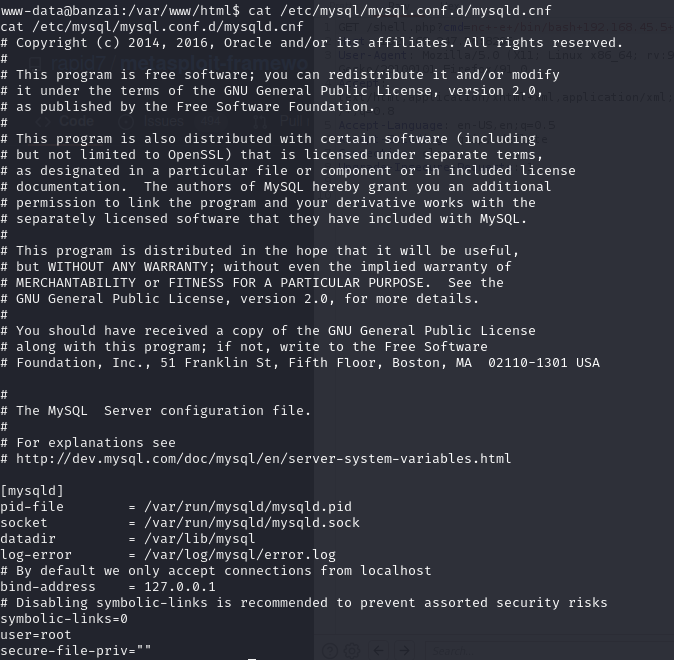 www-data@banzai:/var/www/html$ cat /etc/mysql/mysql.conf.d/mysqld.cnf
cat /etc/mysql/mysql.conf.d/mysqld.cnf
# Copyright (c) 2014, 2016, Oracle and/or its affiliates. All rights reserved.
#
# This program is free software; you can redistribute it and/or modify
# it under the terms of the GNU General Public License, version 2.0,
# as published by the Free Software Foundation.
#
# This program is also distributed with certain software (including
# but not limited to OpenSSL) that is licensed under separate terms,
# as designated in a particular file or component or in included license
# documentation.  The authors of MySQL hereby grant you an additional
# permission to link the program and your derivative works with the
# separately licensed software that they have included with MySQL.
#
# This program is distributed in the hope that it will be useful,
# but WITHOUT ANY WARRANTY; without even the implied warranty of
# MERCHANTABILITY or FITNESS FOR A PARTICULAR PURPOSE.  See the
# GNU General Public License, version 2.0, for more details.
#
# You should have received a copy of the GNU General Public License
# along with this program; if not, write to the Free Software
# Foundation, Inc., 51 Franklin St, Fifth Floor, Boston, MA  02110-1301 USA

#
# The MySQL  Server configuration file.
#
# For explanations see
# http://dev.mysql.com/doc/mysql/en/server-system-variables.html

[mysqld]
pid-file        = /var/run/mysqld/mysqld.pid
socket          = /var/run/mysqld/mysqld.sock
datadir         = /var/lib/mysql
log-error       = /var/log/mysql/error.log
# By default we only accept connections from localhost
bind-address    = 127.0.0.1
# Disabling symbolic-links is recommended to prevent assorted security risks
symbolic-links=0
user=root
secure-file-priv=""